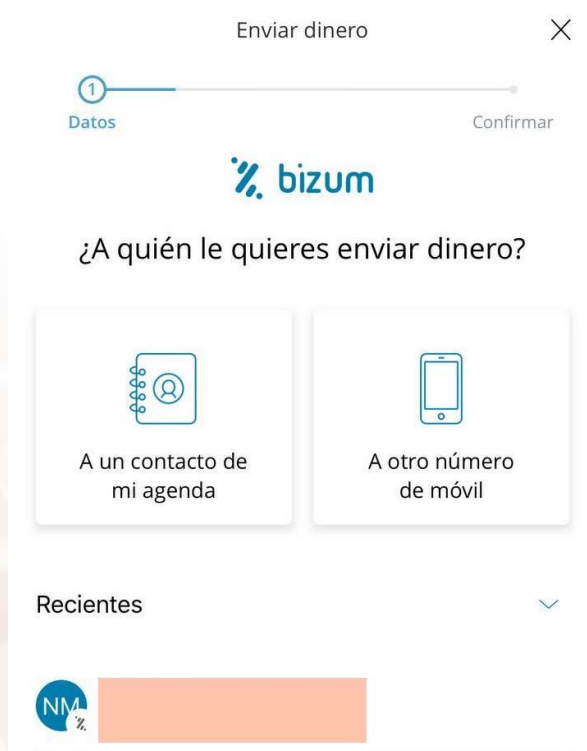 Enviar dinero
1
Datos
Confirmar
bizum
¿A quién le quieres enviar dinero?
A un contacto de
mi agenda
A otro número
de móvil
Recientes
NM